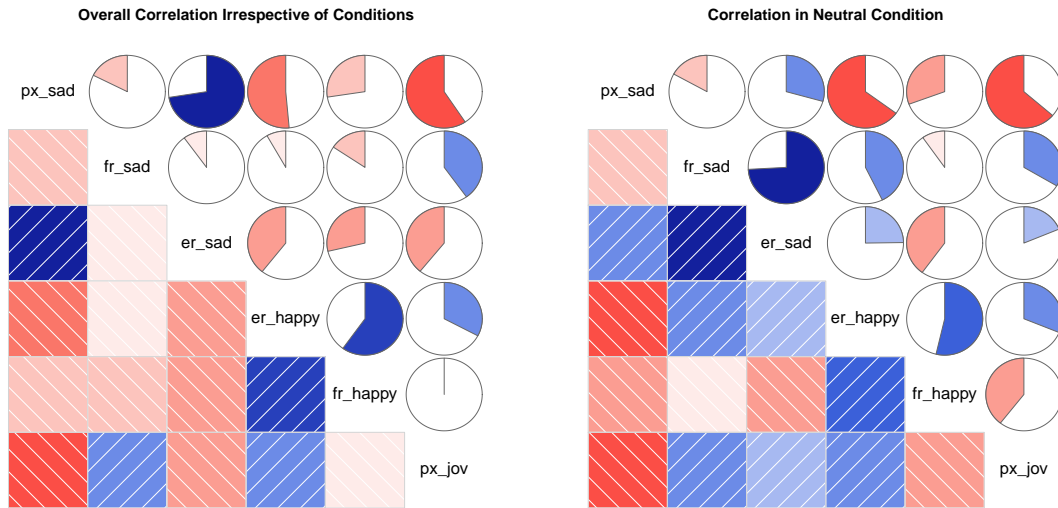 Overall Correlation Irrespective of Conditions
px_sad
fr_sad
er_sad
er_happy
fr_happy
px_jov
Correlation in Neutral Condition
px_sad
fr_sad
er_sad
er_happy
fr_happy
px_jov